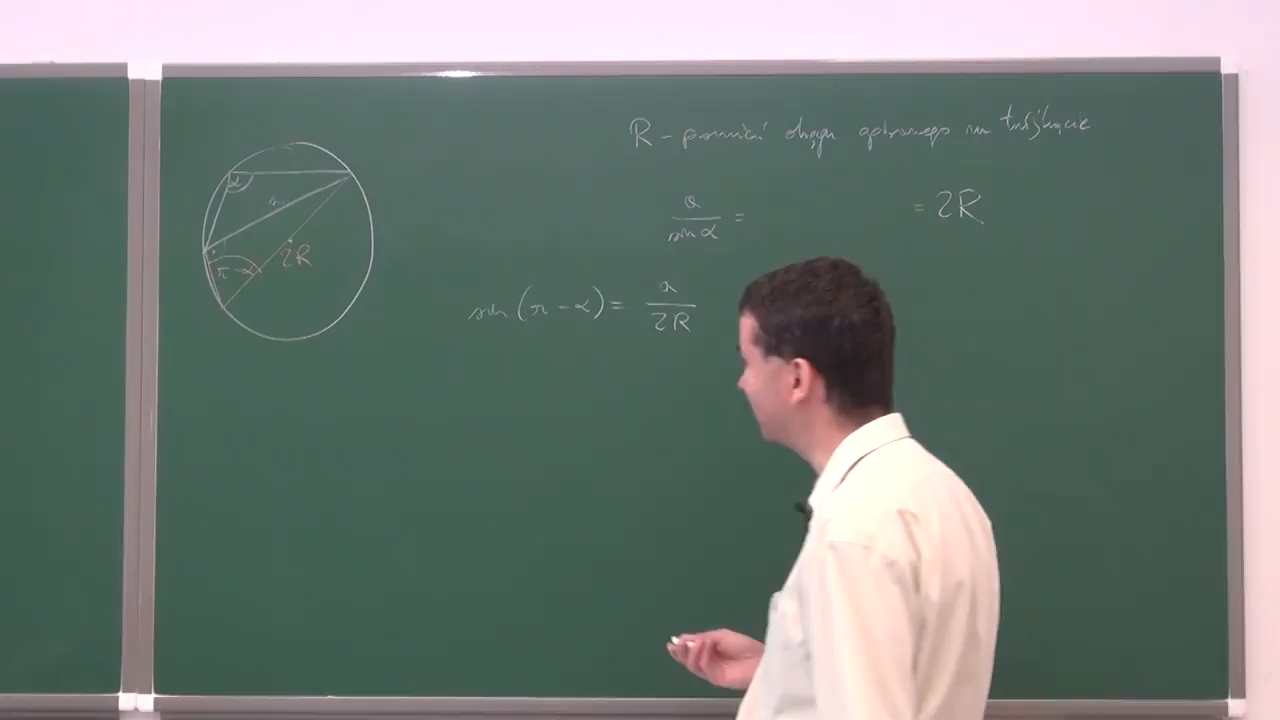 R - promień okręgu opisanego na trójkącie
a/sin α = = 2R
sin(π - α) = a/2R
α
a
π - α
2R